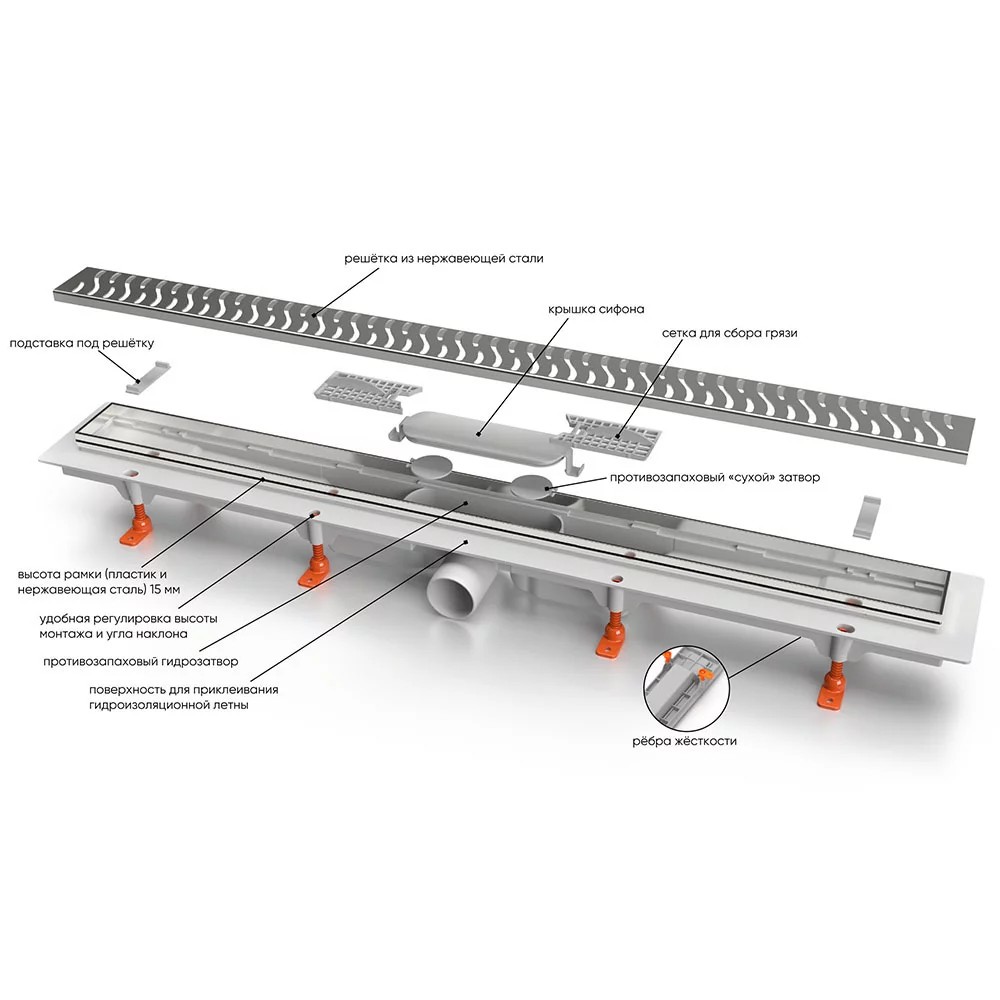 решётка из нержавеющей стали
крышка сифона
сетка для сбора грязи
подставка под решётку
противозапаховый «сухой» затвор
высота рамки (пластик и
нержавеющая сталь) 15 мм
удобная регулировка высоты
монтажа и угла наклона
противозапаховый гидрозатвор
поверхность для приклеивания
гидроизоляционной летны
рёбра жёсткости